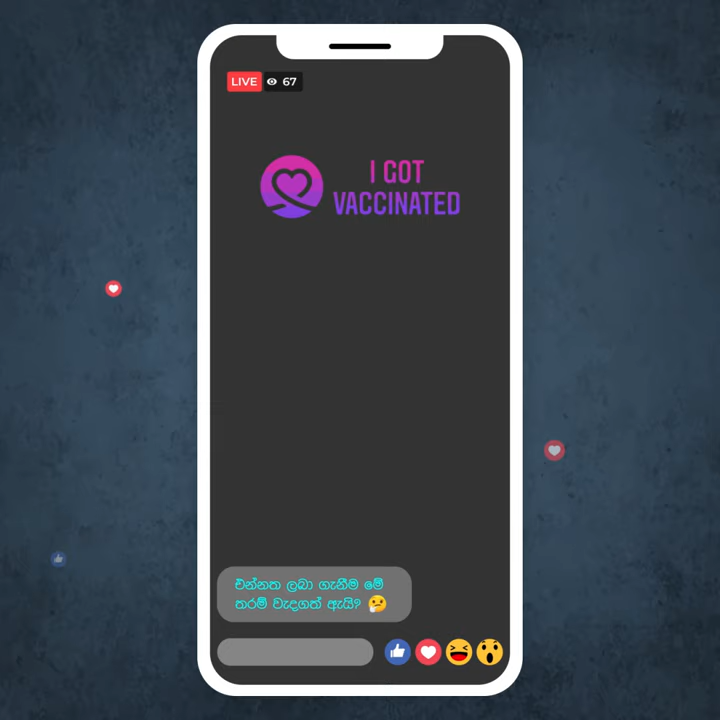 LIVE 67
I GOT
VACCINATED
එන්නත ලබා ගැනීම මේ
තරම් වැදගත් ඇයි? 🤔